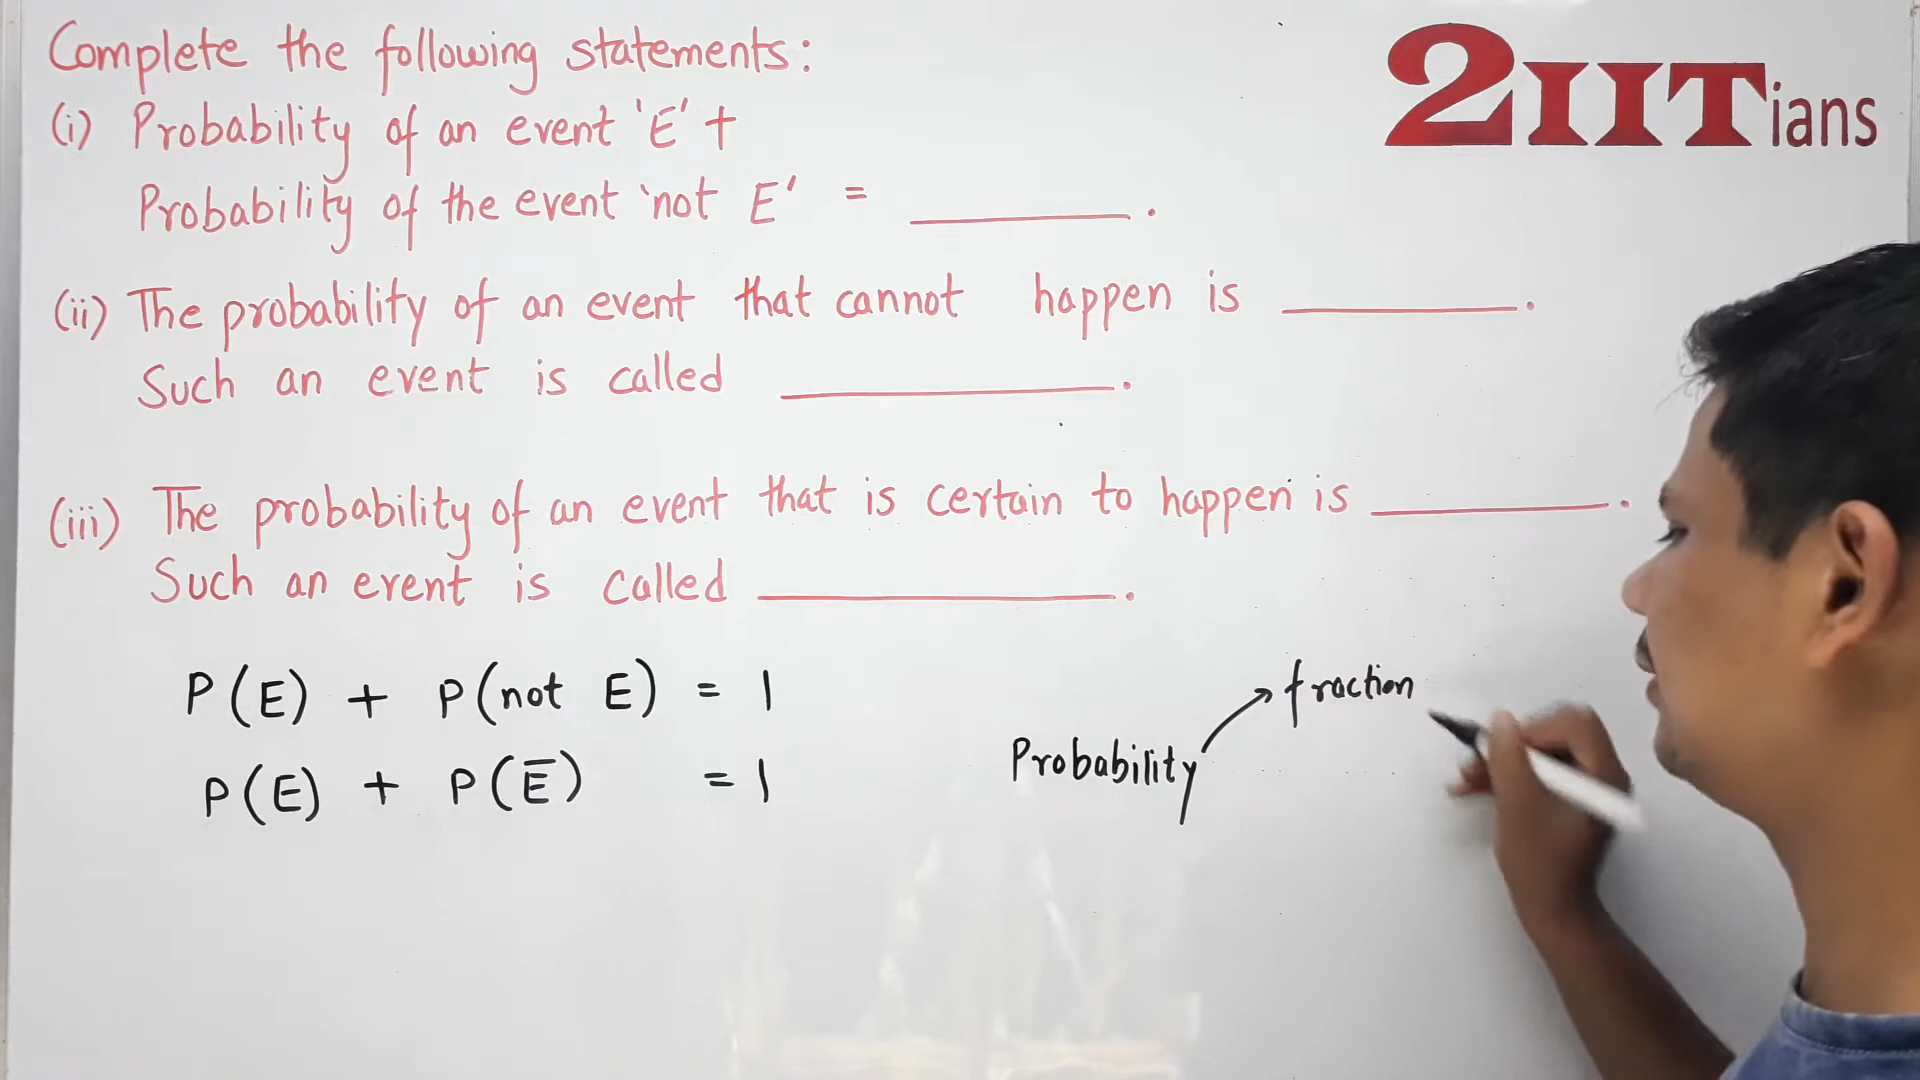 Complete the following statements:
2IITians
(i) Probability of an event 'E' +
Probability of the event 'not E' = ________.
(ii) The probability of an event that cannot happen is ________.
Such an event is called ________.
(iii) The probability of an event that is certain to happen is ________.
Such an event is called ________.
P(E) + P(not E) = 1
P(E) + P(E̅) = 1
fraction
Probability